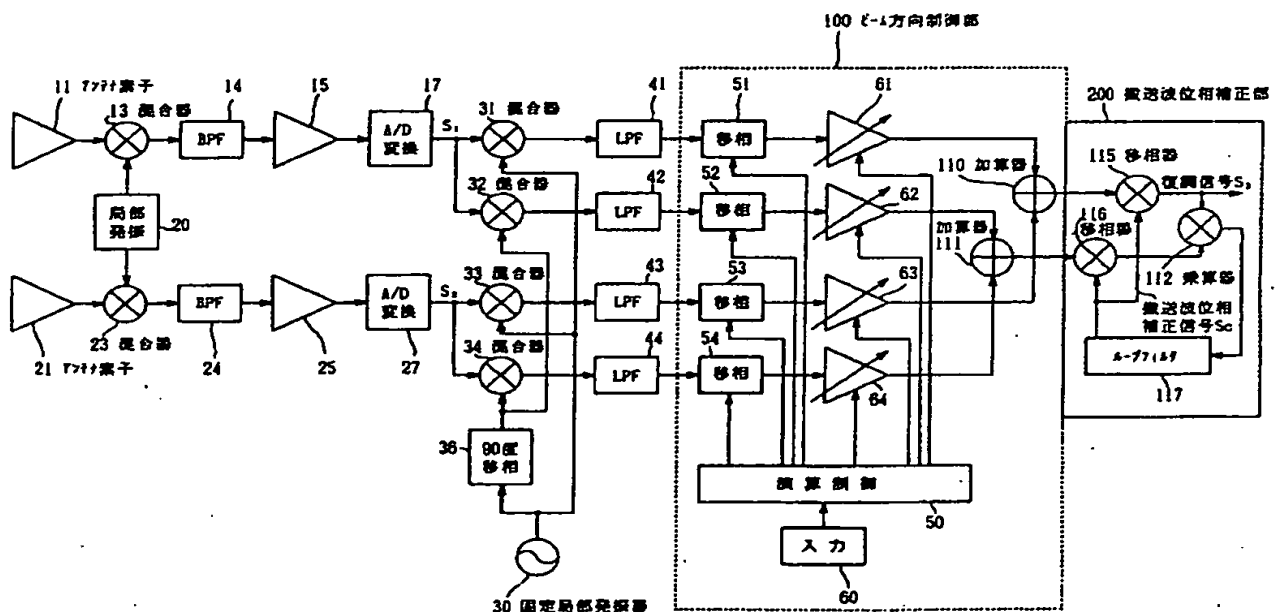 100 ビーム方向制御部
11 アンテナ素子
13 混合器
14
15
17
31 混合器
41
51
61
200 搬送波位相補正部
BPF
A/D
変換
S₁
LPF
移相
110 加算器
115 移相器
復調信号S₃
32 混合器
42
52
62
局部
発振
20
加算器
111
116
移相器
112 乗算器
33 混合器
43
53
63
搬送波位相
補正信号Sc
BPF
A/D
変換
S₂
LPF
移相
LPF
移相
LPF
移相
34 混合器
44
54
64
ループフィルタ
117
21 アンテナ素子
23 混合器
24
25
27
36
90度
移相
演算制御
50
入力
60
30 固定局部発振器